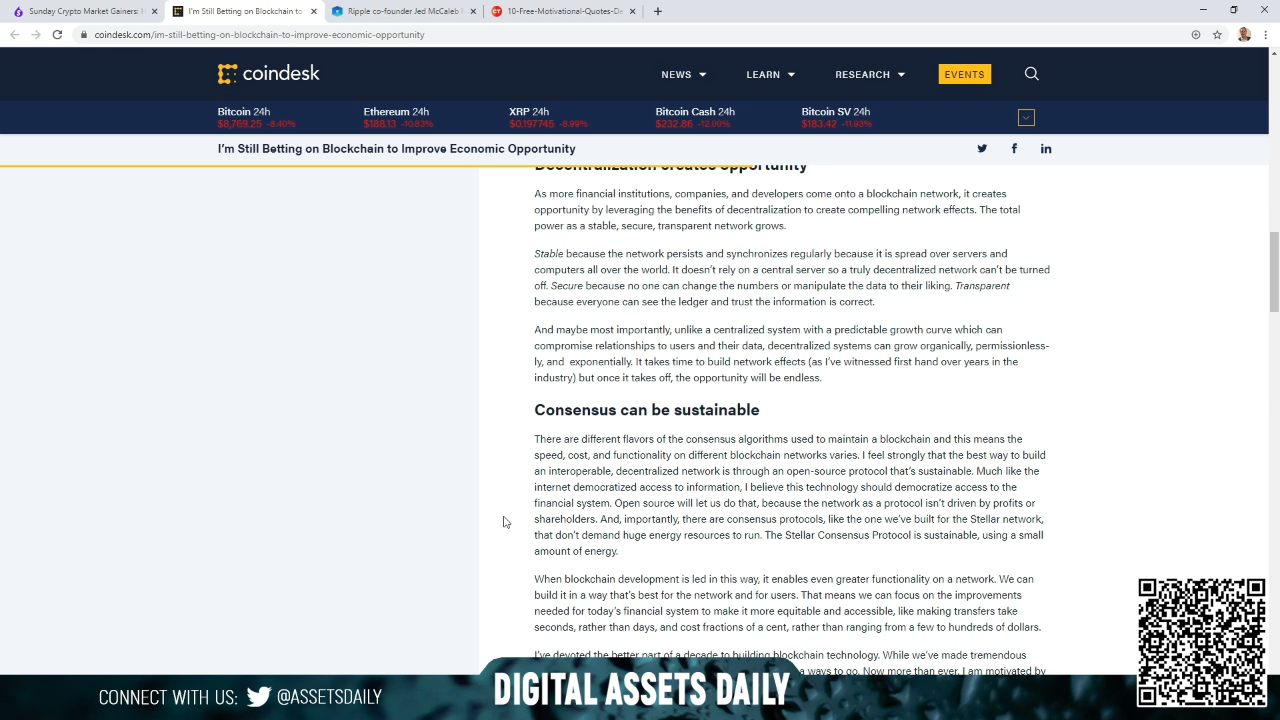 Sunday Crypto Market Gainers: H
I'm Still Betting on Blockchain to
Ripple co-founder Jed McCaleb M
10-Free-Motivational-Quotes-De
coindesk.com/im-still-betting-on-blockchain-to-improve-economic-opportunity
coindesk
NEWS
LEARN
RESEARCH
EVENTS
Bitcoin 24h
Ethereum 24h
XRP 24h
Bitcoin Cash 24h
Bitcoin SV 24h
$8,769.25 -8.40%
$188.13 -10.83%
$0.197745 -8.99%
$232.86 -12.00%
$183.42 -11.93%
I'm Still Betting on Blockchain to Improve Economic Opportunity
Decentralization creates opportunity
As more financial institutions, companies, and developers come onto a blockchain network, it creates
opportunity by leveraging the benefits of decentralization to create compelling network effects. The total
power as a stable, secure, transparent network grows.
Stable because the network persists and synchronizes regularly because it is spread over servers and
computers all over the world. It doesn't rely on a central server so a truly decentralized network can't be turned
off. Secure because no one can change the numbers or manipulate the data to their liking. Transparent
because everyone can see the ledger and trust the information is correct.
And maybe most importantly, unlike a centralized system with a predictable growth curve which can
compromise relationships to users and their data, decentralized systems can grow organically, permissionless-
ly, and exponentially. It takes time to build network effects (as I've witnessed first hand over years in the
industry) but once it takes off, the opportunity will be endless.
Consensus can be sustainable
There are different flavors of the consensus algorithms used to maintain a blockchain and this means the
speed, cost, and functionality on different blockchain networks varies. I feel strongly that the best way to build
an interoperable, decentralized network is through an open-source protocol that's sustainable. Much like the
internet democratized access to information, I believe this technology should democratize access to the
financial system. Open source will let us do that, because the network as a protocol isn't driven by profits or
shareholders. And, importantly, there are consensus protocols, like the one we've built for the Stellar network,
that don't demand huge energy resources to run. The Stellar Consensus Protocol is sustainable, using a small
amount of energy.
When blockchain development is led in this way, it enables even greater functionality on a network. We can
build it in a way that's best for the network and for users. That means we can focus on the improvements
needed for today's financial system to make it more equitable and accessible, like making transfers take
seconds, rather than days, and cost fractions of a cent, rather than ranging from a few to hundreds of dollars.
I've devoted the better part of a decade to building blockchain technology. While we've made tremendous
a ways to go. Now more than ever, I am motivated by
CONNECT WITH US: @ASSETSDAILY
DIGITAL ASSETS DAILY